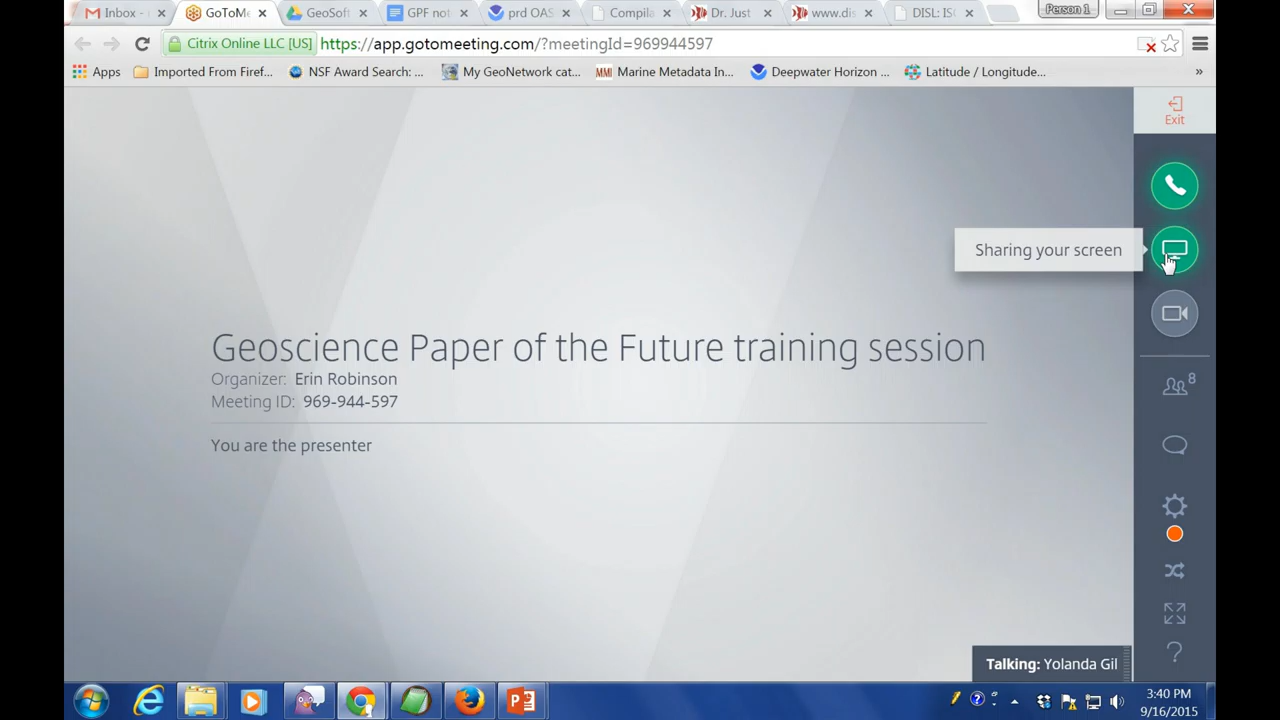 Inbox -
GoToMe
GeoSoft
GPF not
prd OAS
Compila
Dr. Just
www.dis
DISL: ISO
Person 1
Citrix Online LLC [US]
https://app.gotomeeting.com/?meetingId=969944597
Apps
Imported From Firef...
NSF Award Search: ...
My GeoNetwork cat...
MMI
Marine Metadata In...
Deepwater Horizon ...
Latitude / Longitude...
»
Exit
Sharing your screen
Geoscience Paper of the Future training session
Organizer: Erin Robinson
Meeting ID: 969-944-597
8
You are the presenter
Talking: Yolanda Gil
?
3:40 PM
9/16/2015